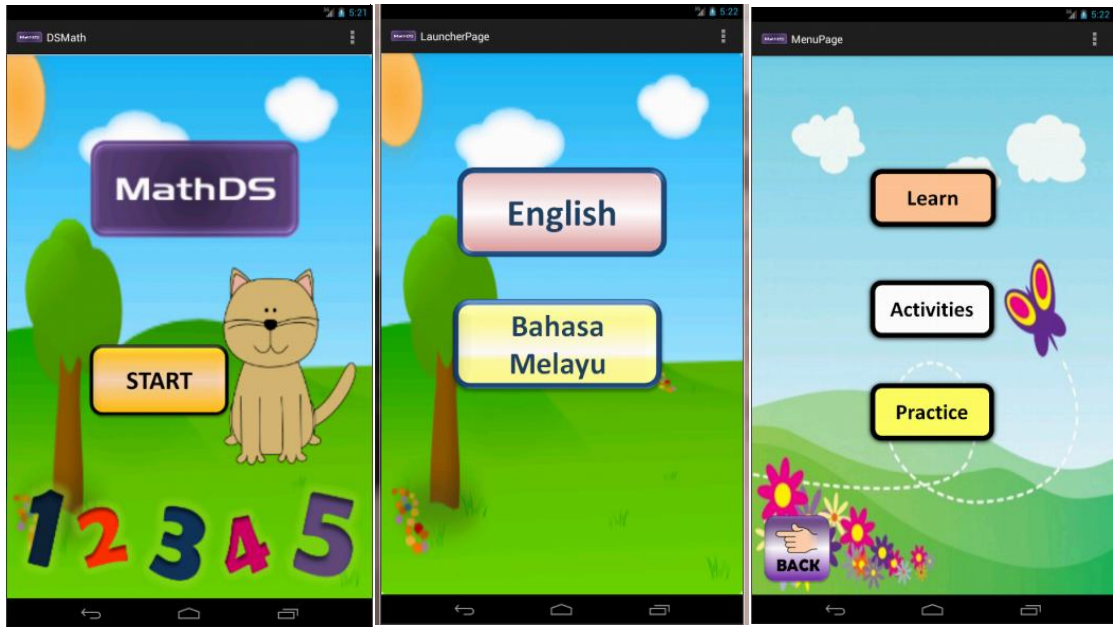 5:21
DSMath
MathDS
START
1 2 3 4 5
5:22
LauncherPage
English
Bahasa
Melayu
5:22
MenuPage
Learn
Activities
Practice
BACK